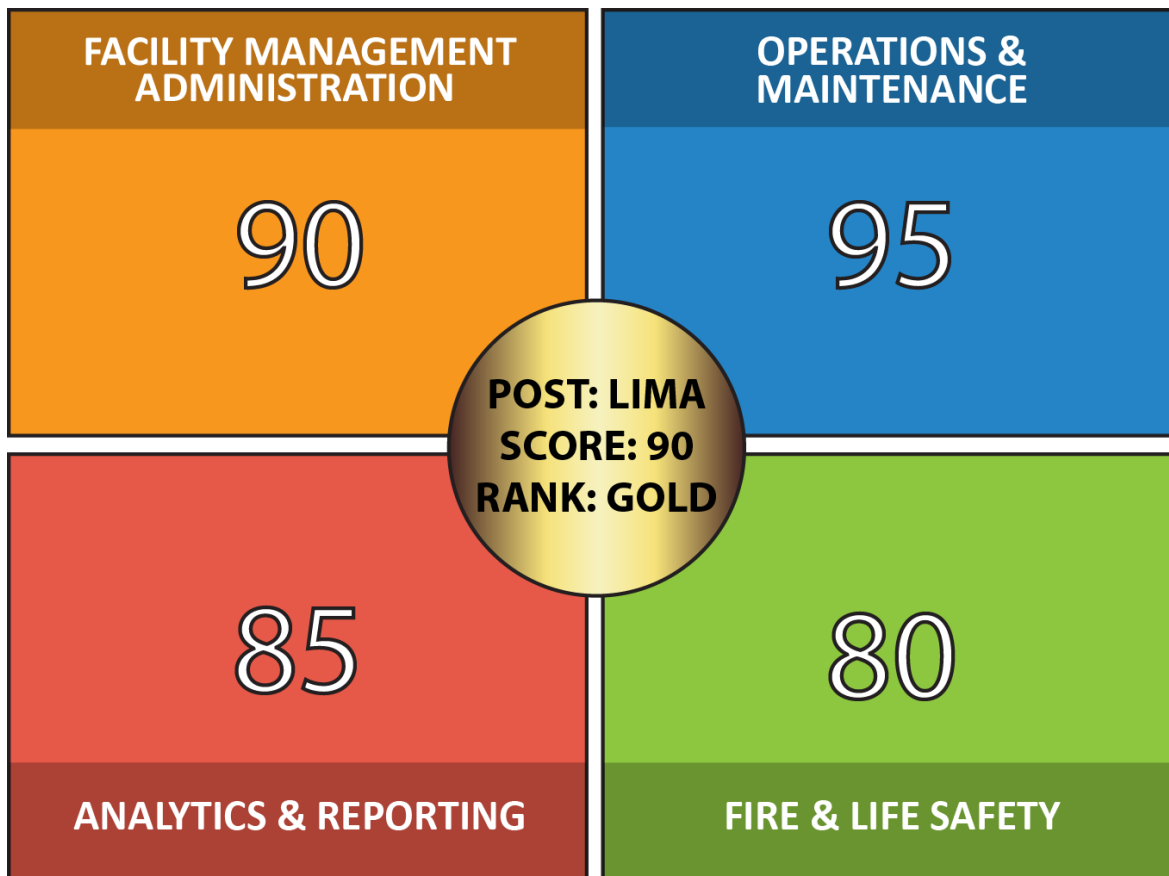 FACILITY MANAGEMENT
ADMINISTRATION
90
OPERATIONS &
MAINTENANCE
95
POST: LIMA
SCORE: 90
RANK: GOLD
85
ANALYTICS & REPORTING
80
FIRE & LIFE SAFETY